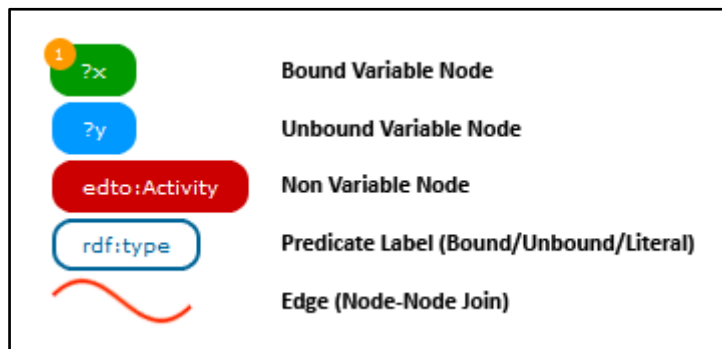 1
?x Bound Variable Node
?y Unbound Variable Node
edto:Activity Non Variable Node
rdf:type Predicate Label (Bound/Unbound/Literal)
Edge (Node-Node Join)